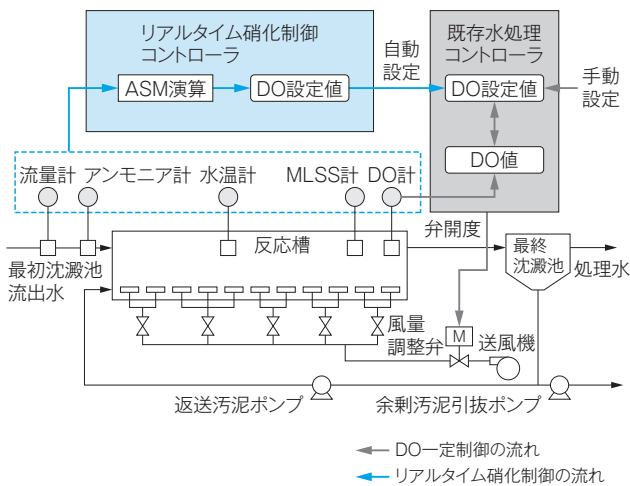 リアルタイム硝化制御
コントローラ
ASM演算
DO設定値
自動
設定
既存水処理
コントローラ
DO設定値
手動
設定
DO値
流量計
アンモニア計
水温計
MLSS計
DO計
弁開度
最初沈澱池
流出水
反応槽
最終
沈澱池
処理水
風量
調整弁
M
送風機
返送汚泥ポンプ
余剰汚泥引抜ポンプ
DO一定制御の流れ
リアルタイム硝化制御の流れ